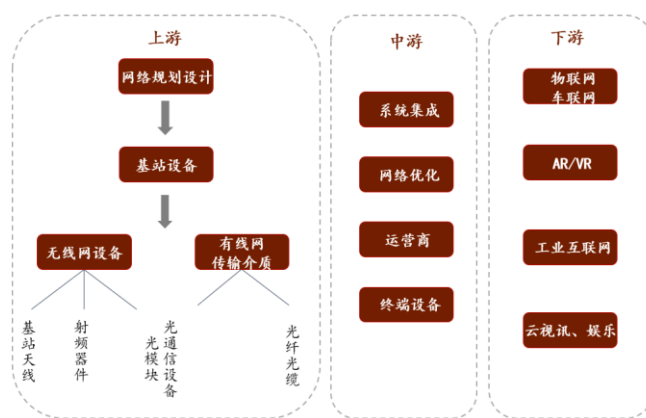 上游
网络规划设计
基站设备
无线网设备
有线网
传输介质
基站天线
射频器件
光模块
光通信设备
光纤光缆
中游
系统集成
网络优化
运营商
终端设备
下游
物联网
车联网
AR/VR
工业互联网
云视讯、娱乐